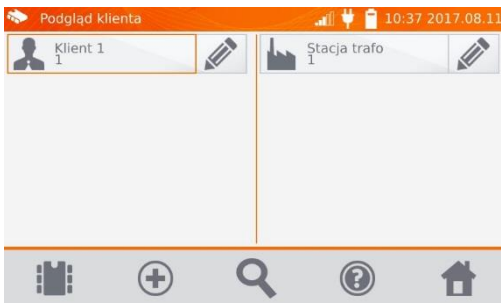 Podgląd klienta
10:37 2017.08.11
Klient 1
1
Stacja trafo
1